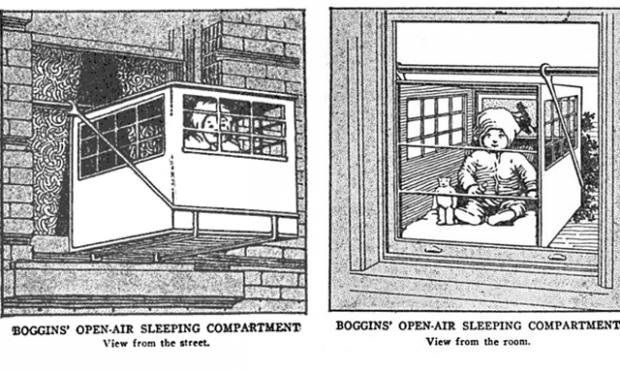 BOGGINS' OPEN-AIR SLEEPING COMPARTMENT
View from the street.
BOGGINS' OPEN-AIR SLEEPING COMPARTMENT
View from the room.